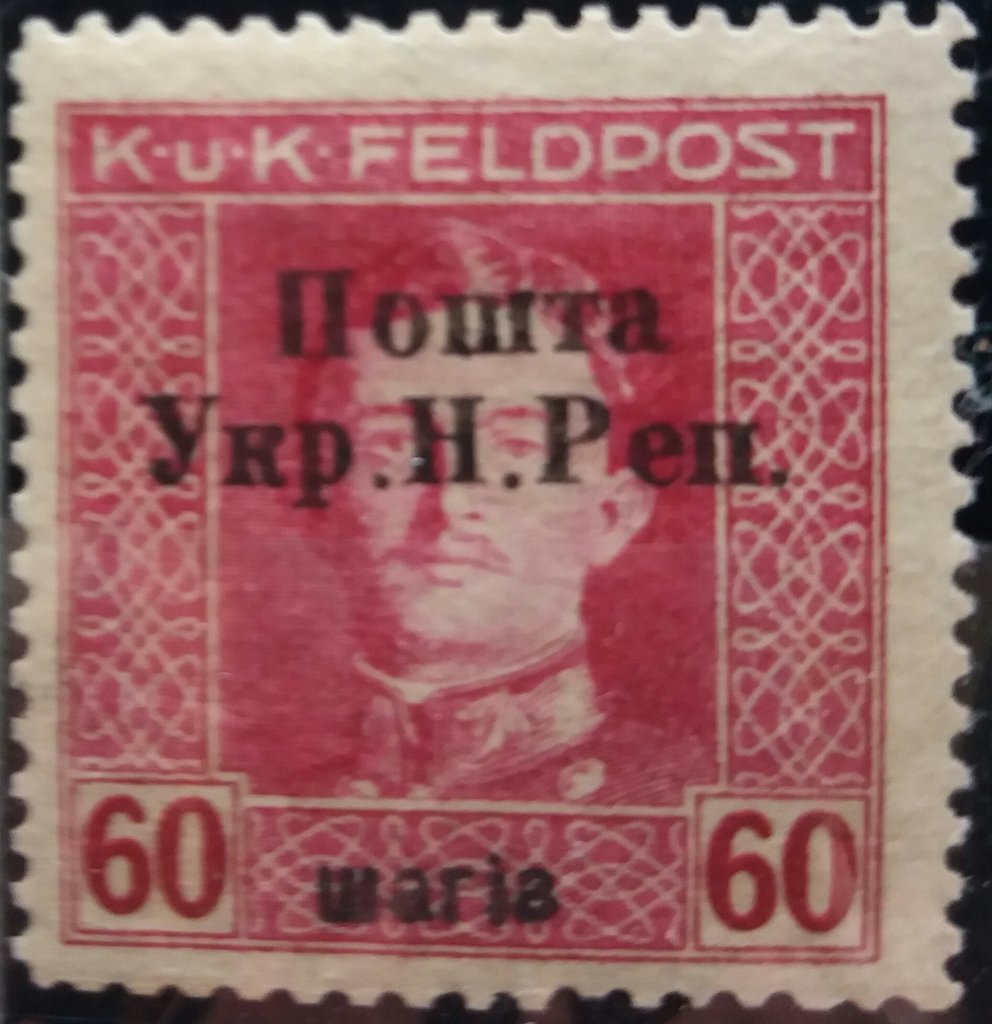 K·u·K·FELDPOST
Пошта
Укр.Н.Реп.
60 шагів 60